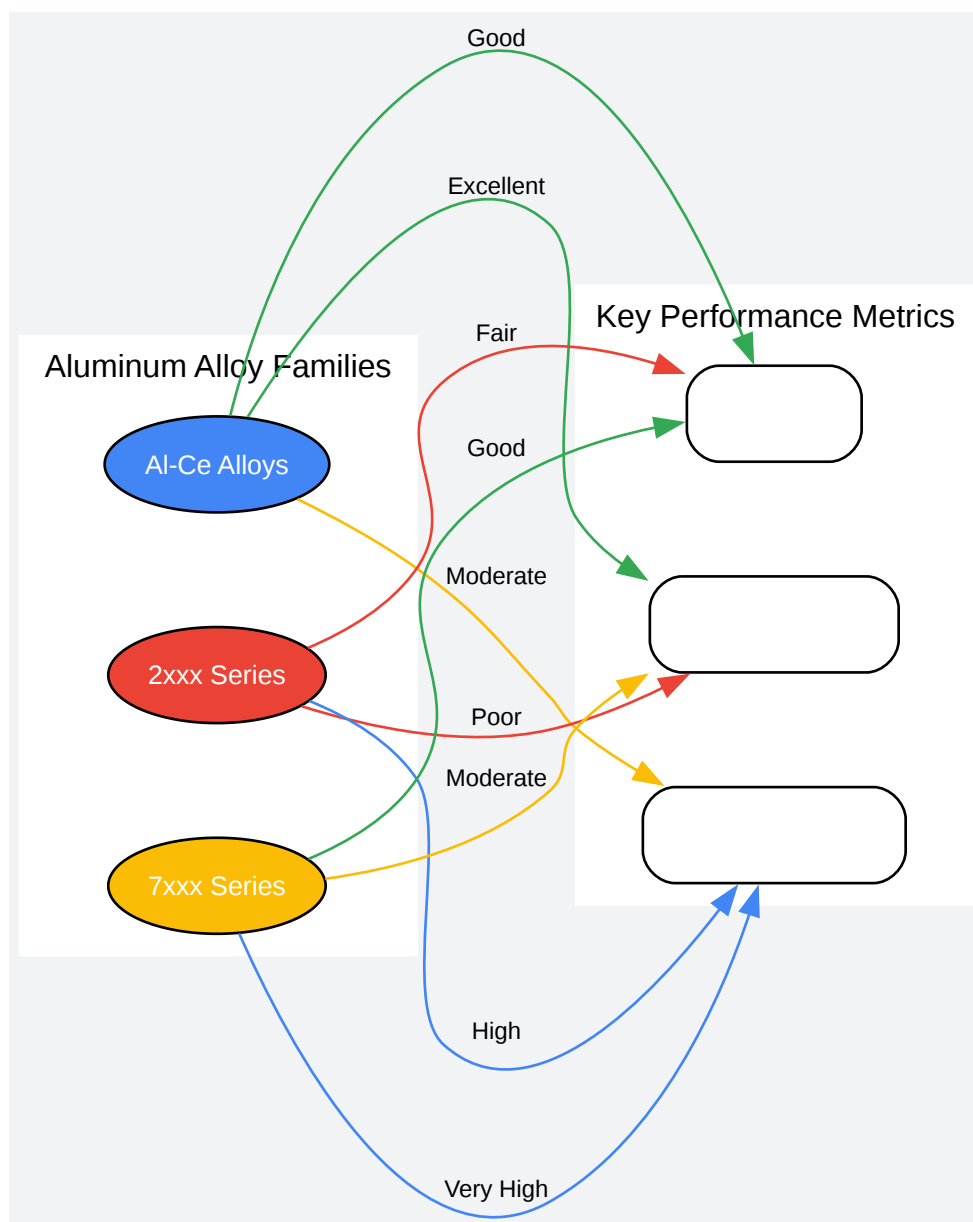 Good
Excellent
Key Performance Metrics
Fair
Aluminum Alloy Families
Good
Al-Ce Alloys
Moderate
2xxx Series
Poor
Moderate
7xxx Series
High
Very High